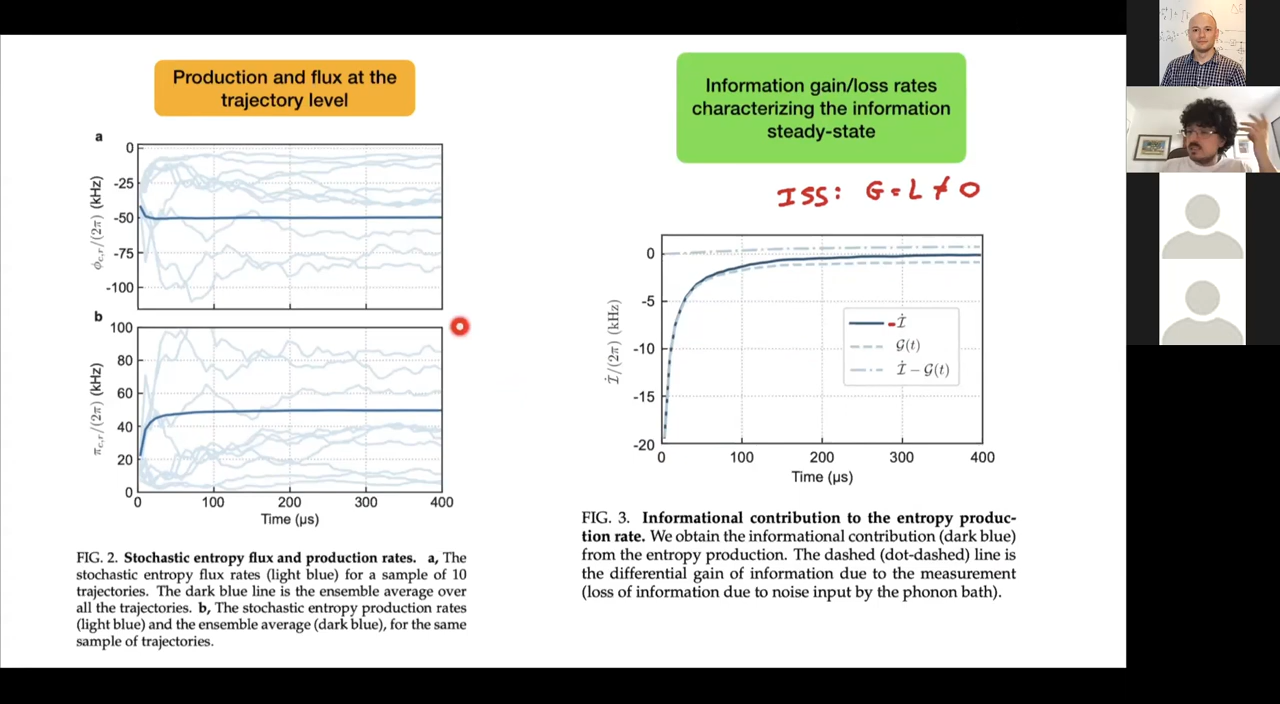 Production and flux at the
trajectory level
Information gain/loss rates
characterizing the information
steady-state
ISS: G = L ≠ 0
a
0
-25
-50
-75
-100
ϕc,r/(2π) (kHz)
b
100
80
60
40
20
0
πc,r/(2π) (kHz)
0
100
200
300
400
Time (µs)
0
-5
-10
-15
-20
İ/(2π) (kHz)
-İ
G(t)
İ − G(t)
0
100
200
300
400
Time (µs)
FIG. 2. Stochastic entropy flux and production rates. a, The
stochastic entropy flux rates (light blue) for a sample of 10
trajectories. The dark blue line is the ensemble average over
all the trajectories. b, The stochastic entropy production rates
(light blue) and the ensemble average (dark blue), for the same
sample of trajectories.
FIG. 3. Informational contribution to the entropy produc-
tion rate. We obtain the informational contribution (dark blue)
from the entropy production. The dashed (dot-dashed) line is
the differential gain of information due to the measurement
(loss of information due to noise input by the phonon bath).